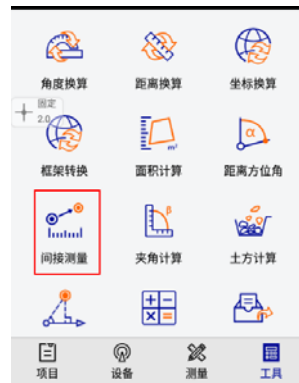 角度换算 距离换算 坐标换算
固定
2.0
框架转换 面积计算 距离方位角
间接测量 夹角计算 土方计算
项目 设备 测量 工具